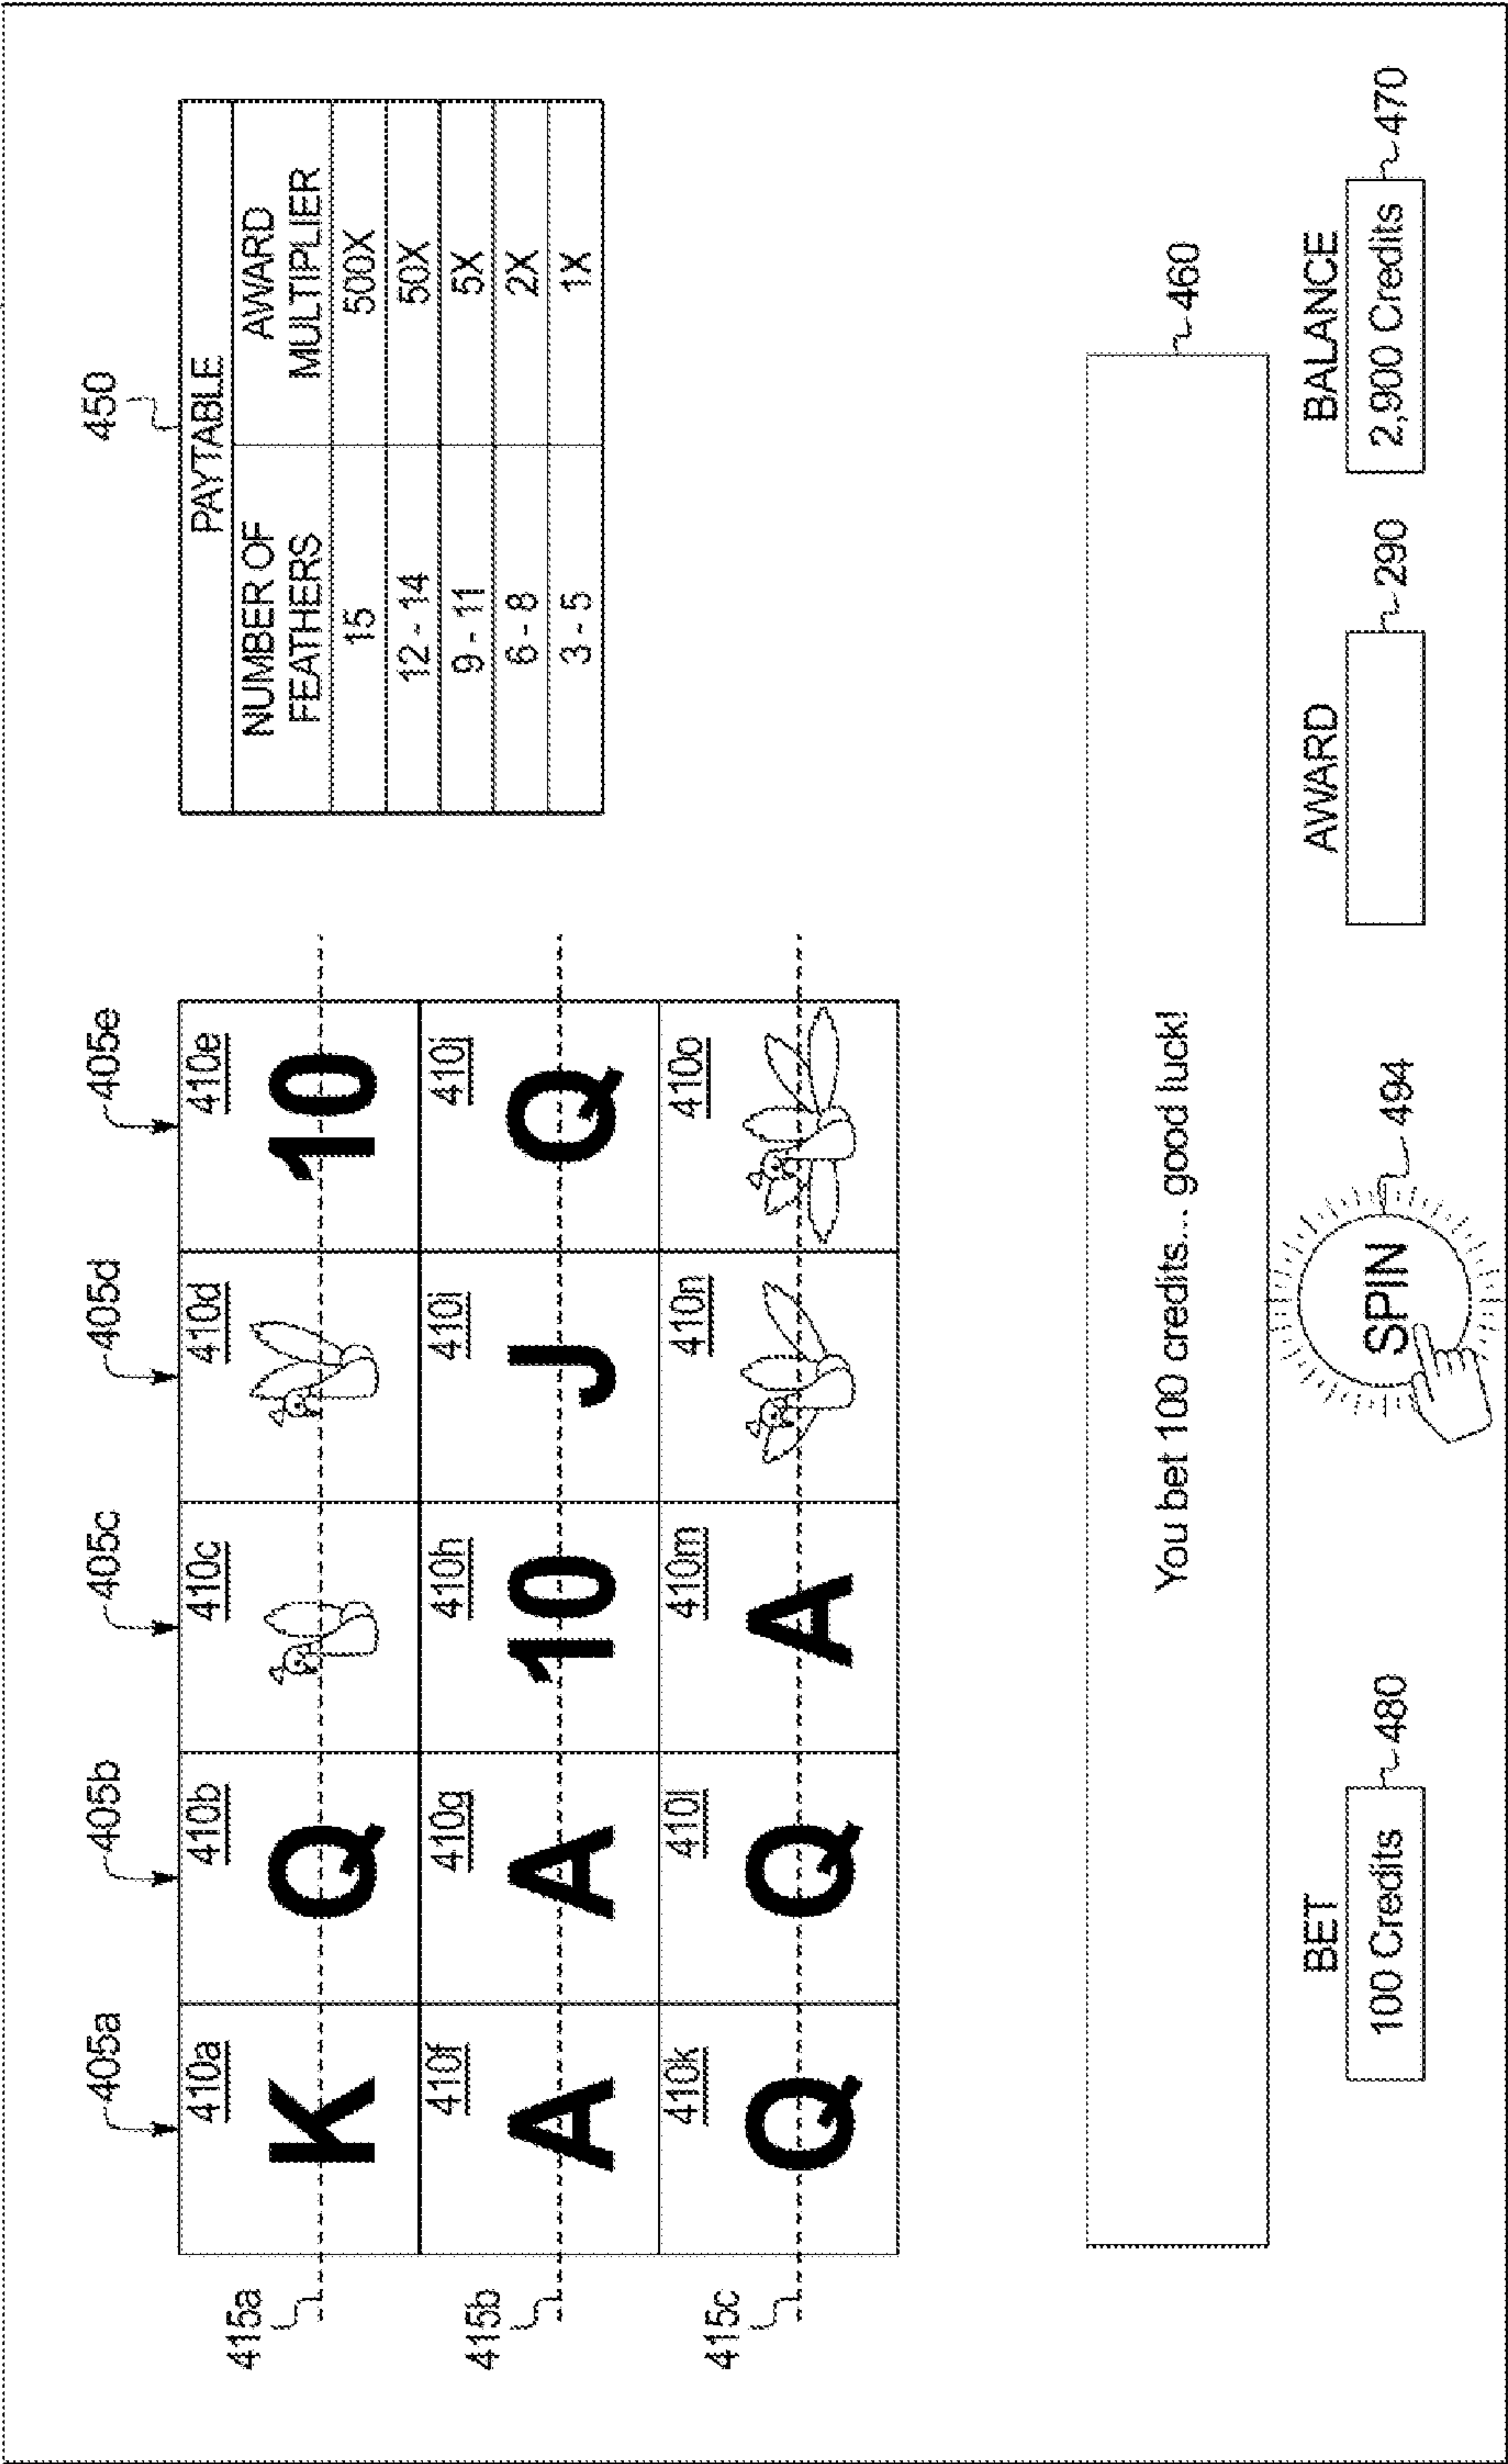 405a 405b 405c 405d 405e
410a 410b 410c 410d 410e
415a K Q 10
410f 410g 410h 410i 410j
415b A A 10 J Q
410k 410l 410m 410n 410o
415c Q Q A
450
PAYTABLE
NUMBER OF FEATHERS AWARD MULTIPLIER
15 500X
12 - 14 50X
9 - 11 5X
6 - 8 2X
3 - 5 1X
You bet 100 credits... good luck!
460
BET
100 Credits 480
SPIN 494
AWARD
290
BALANCE
2,900 Credits 470